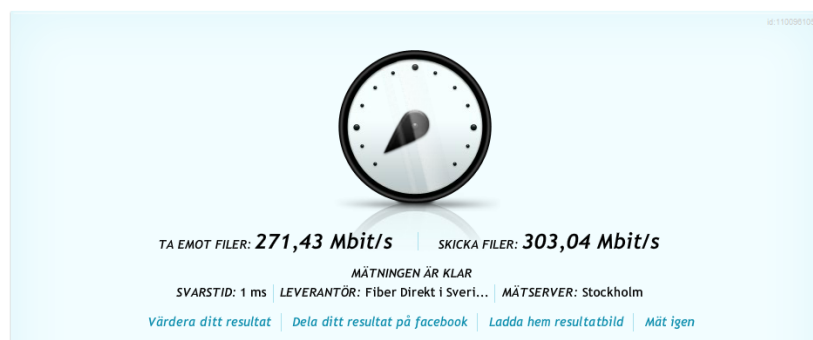 TA EMOT FILER: 271,43 Mbit/s SKICKA FILER: 303,04 Mbit/s
MÄTNINGEN ÄR KLAR
SVARSTID: 1 ms LEVERANTÖR: Fiber Direkt i Sveri... MÄTSERVER: Stockholm
Värdera ditt resultat Dela ditt resultat på facebook Ladda hem resultatbild Mät igen